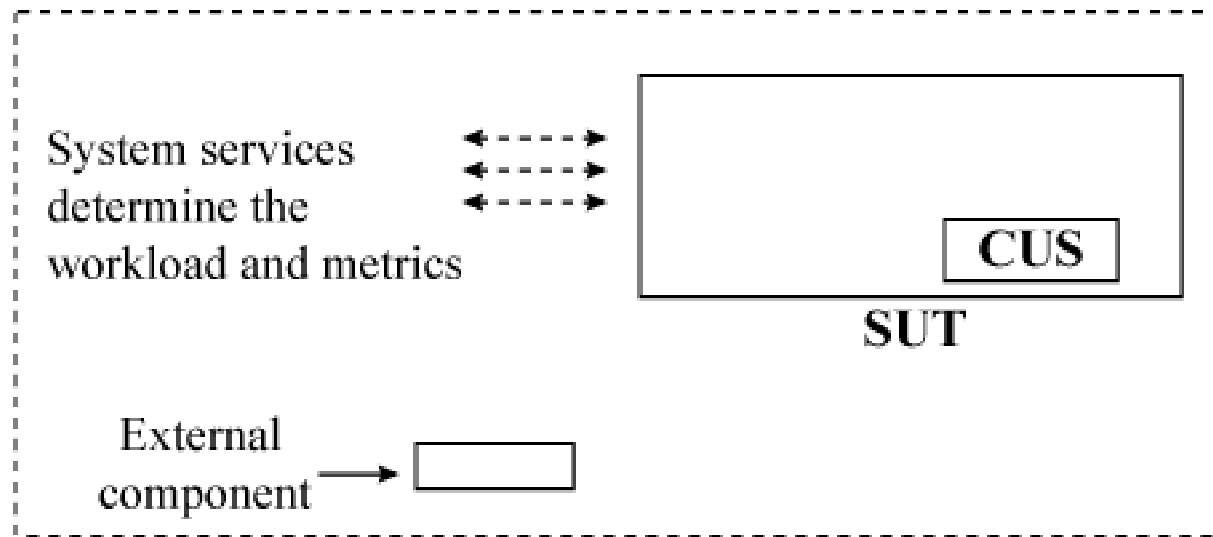 System services
determine the
workload and metrics
CUS
SUT
External
component